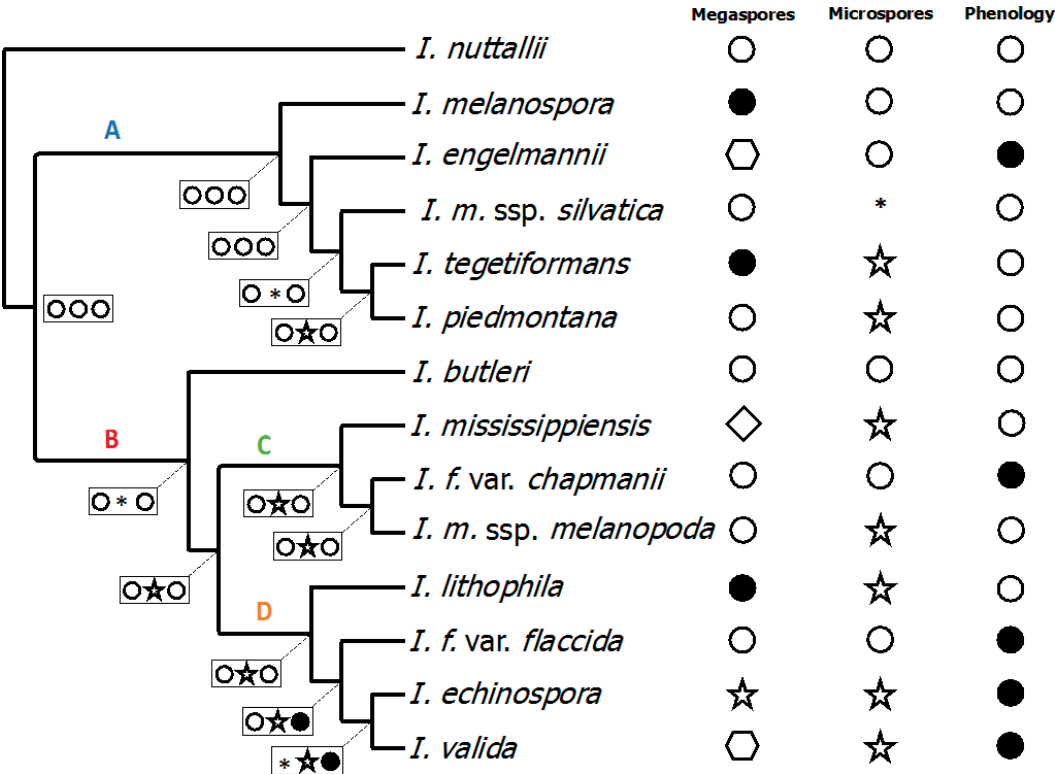 Megaspores Microspores Phenology
I. nuttallii
I. melanospora
A
I. engelmannii
I. m. ssp. silvatica *
I. tegetiformans
*
I. piedmontana
I. butleri
B
I. mississippiensis
C
I. f. var. chapmanii
*
I. m. ssp. melanopoda
I. lithophila
D
I. f. var. flaccida
I. echinospora
I. valida
*